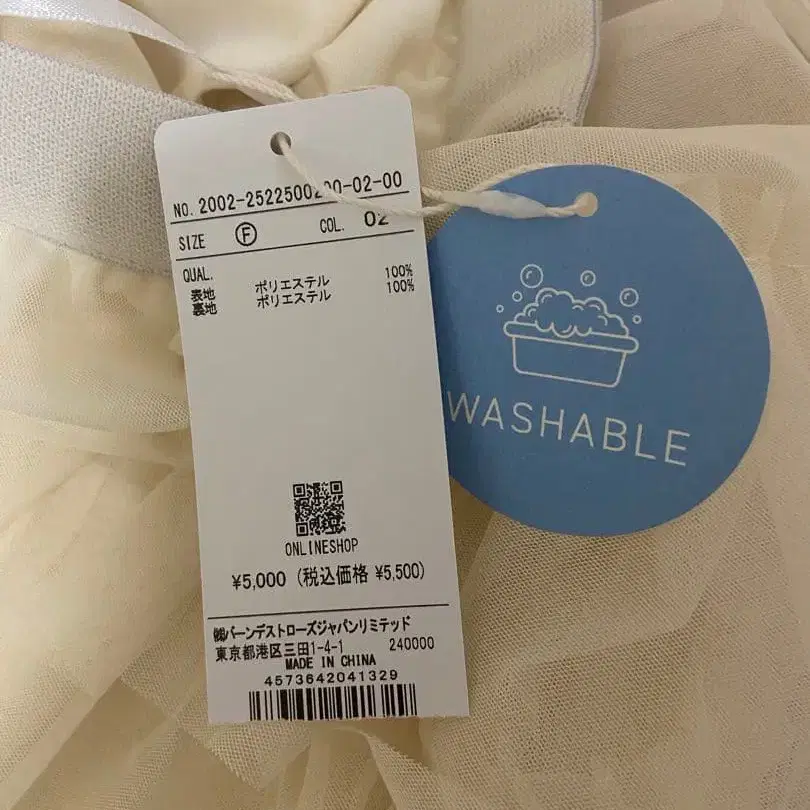 NO. 2002-2522500200-02-00
SIZE Ⓕ COL. 02
QUAL.
表地 ポリエステル 100%
裏地 ポリエステル 100%
ONLINESHOP
¥5,000 (税込価格 ¥5,500)
㈱バーンデストローズジャパンリミテッド
東京都港区三田1-4-1 240000
MADE IN CHINA
4573642041329
WASHABLE